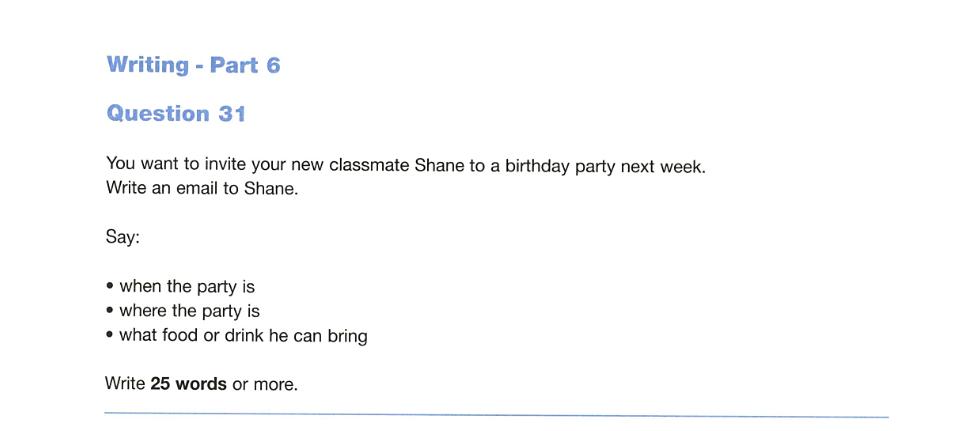 Writing - Part 6
Question 31
You want to invite your new classmate Shane to a birthday party next week.
Write an email to Shane.
Say:
• when the party is
• where the party is
• what food or drink he can bring
Write 25 words or more.